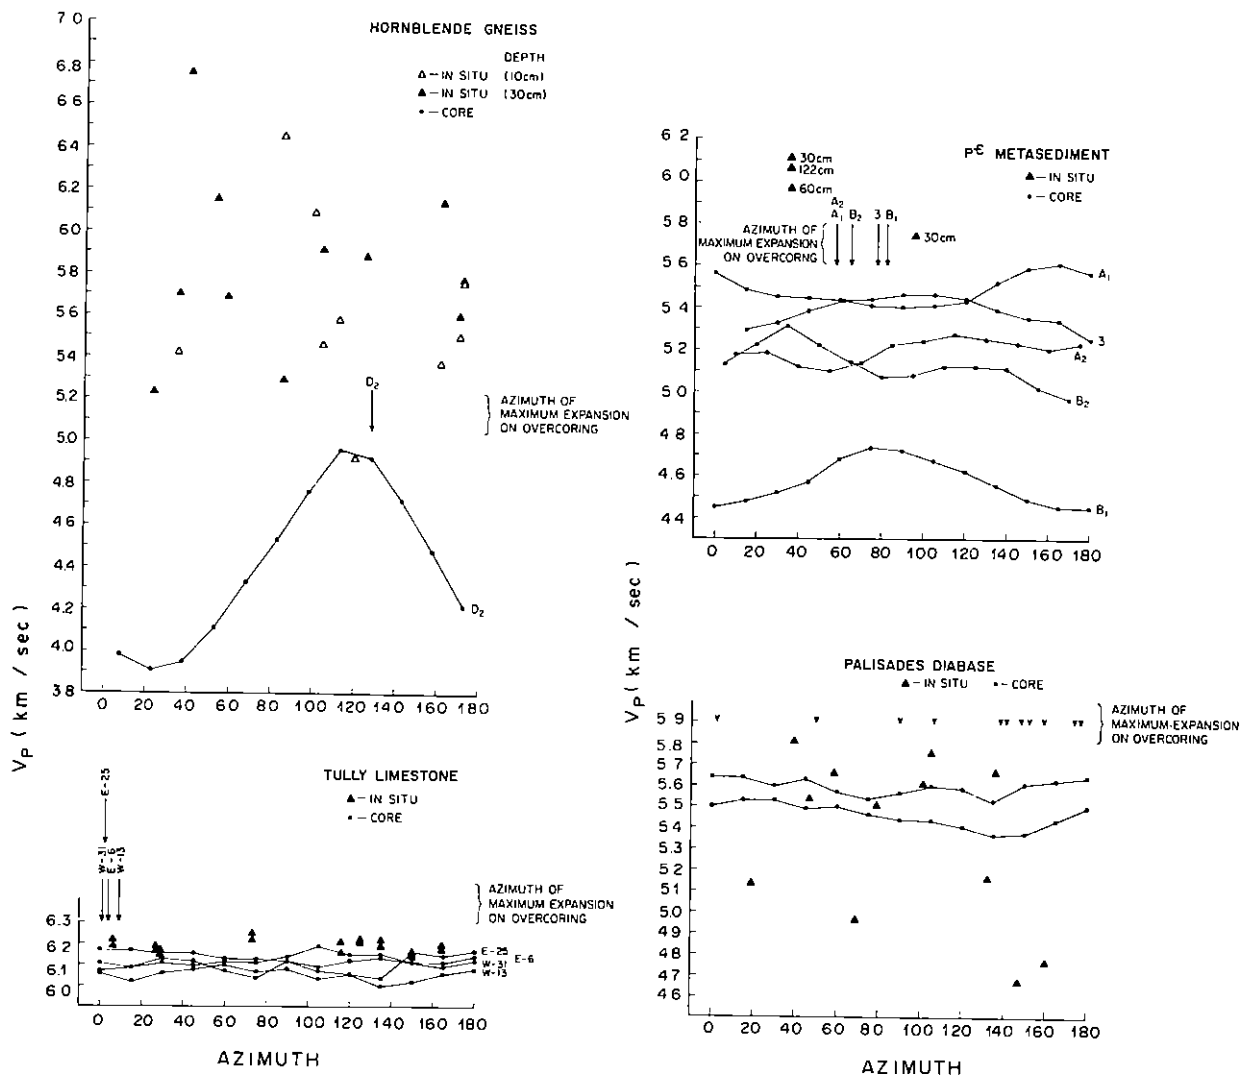 HORNBLENDE GNEISS
DEPTH
△ – IN SITU (10cm)
▲ – IN SITU (30cm)
• – CORE
7.0
6.8
6.6
6.4
6.2
6.0
5.8
5.6
5.4
5.2
5.0
4.8
4.6
4.4
4.2
4.0
3.8
D2
AZIMUTH OF
MAXIMUM EXPANSION
ON OVERCORING
D2
0 20 40 60 80 100 120 140 160 180
Vp (km / sec)
TULLY LIMESTONE
▲ – IN SITU
• – CORE
E-25
W-31
E-6
W-13
AZIMUTH OF
MAXIMUM EXPANSION
ON OVERCORING
6.3
6.2
6.1
6.0
E-25
E-6
W-31
W-13
0 20 40 60 80 100 120 140 160 180
AZIMUTH
P€ METASEDIMENT
▲ – IN SITU
• – CORE
6 2
6 0
5 8
5 6
5 4
5 2
5 0
4 8
4 6
4 4
30cm
122cm
60cm
A2
A1 B2 3 B1
AZIMUTH OF
MAXIMUM EXPANSION
ON OVERCORNG
30cm
A1
3
A2
B2
B1
0 20 40 60 80 100 120 140 160 180
Vp (km / sec)
PALISADES DIABASE
▲ – IN SITU • – CORE
AZIMUTH OF
MAXIMUM-EXPANSION
ON OVERCORING
5.9
5.8
5.7
5.6
5.5
5.4
5.3
5.2
5.1
5.0
4.9
4.8
4.7
4.6
0 20 40 60 80 100 120 140 160 180
AZIMUTH